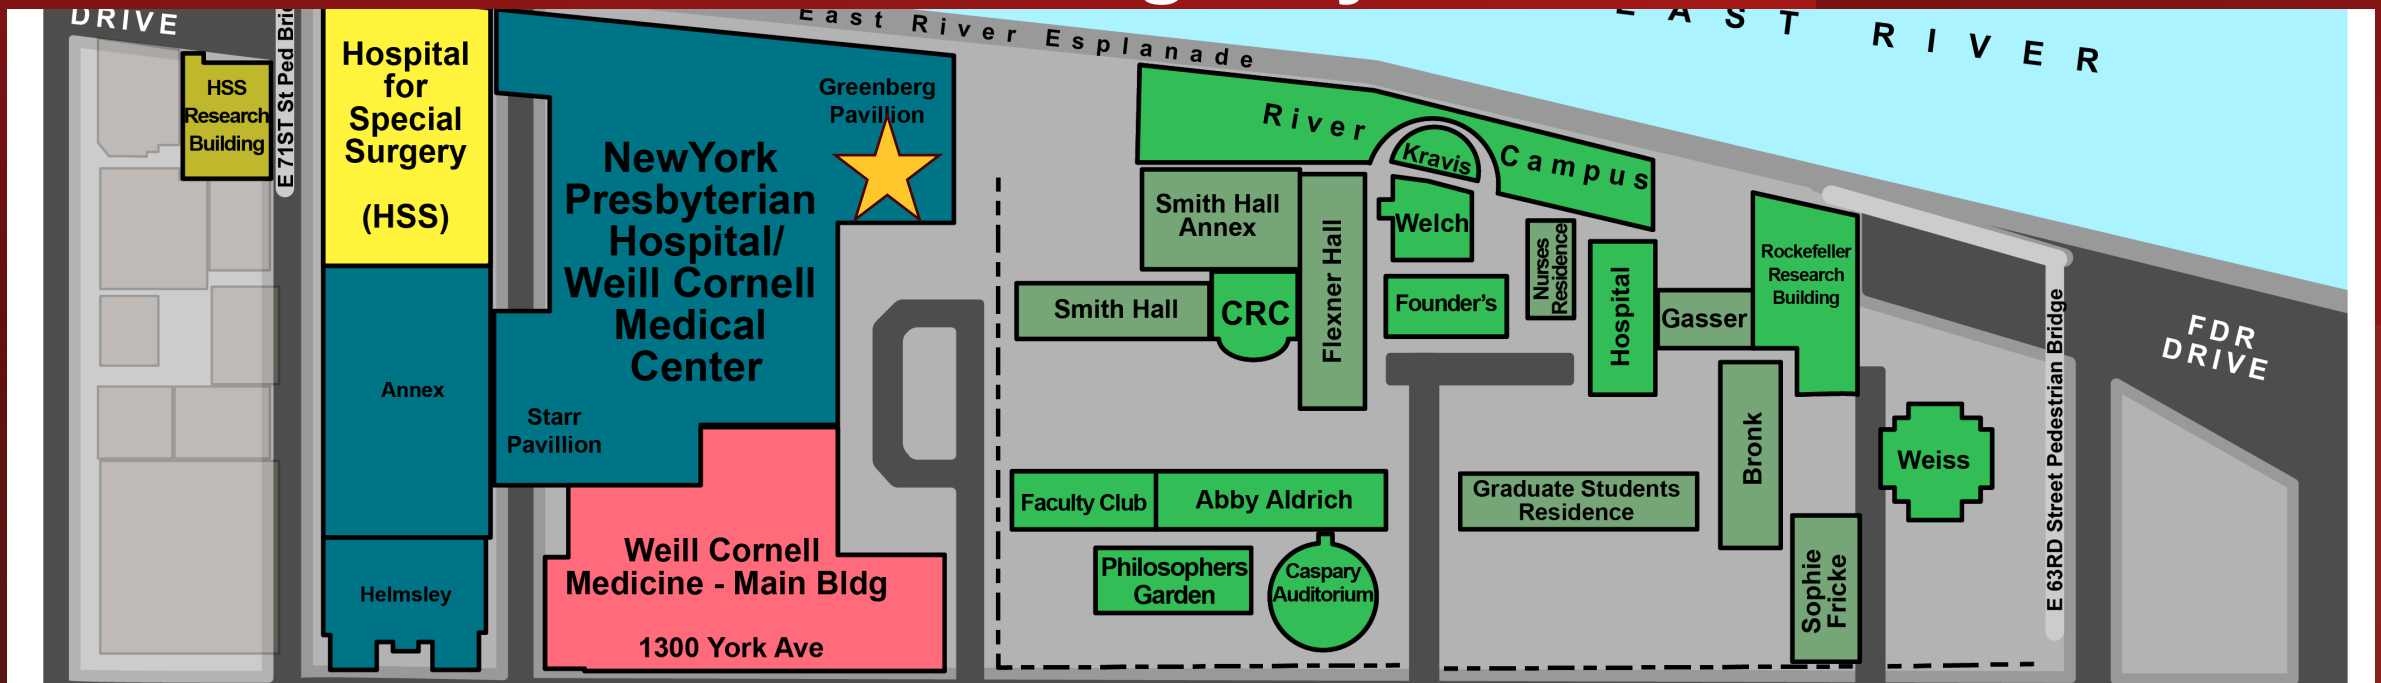 DRIVE
East River Esplanade
EAST RIVER
HSS
Research
Building
E 71ST St Ped
Hospital
for
Special
Surgery
(HSS)
Greenberg
Pavillion
NewYork
Presbyterian
Hospital/
Weill Cornell
Medical
Center
Annex
Starr
Pavillion
Helmsley
Weill Cornell
Medicine - Main Bldg
1300 York Ave
River Campus
Kravis
Smith Hall
Annex
Welch
Flexner Hall
Nurses
Residence
Smith Hall
CRC
Founder's
Hospital
Gasser
Rockefeller
Research
Building
Faculty Club
Abby Aldrich
Graduate Students
Residence
Bronk
Weiss
Philosophers
Garden
Caspary
Auditorium
Sophie
Fricke
E 63RD Street Pedestrian Bridge
FDR
DRIVE